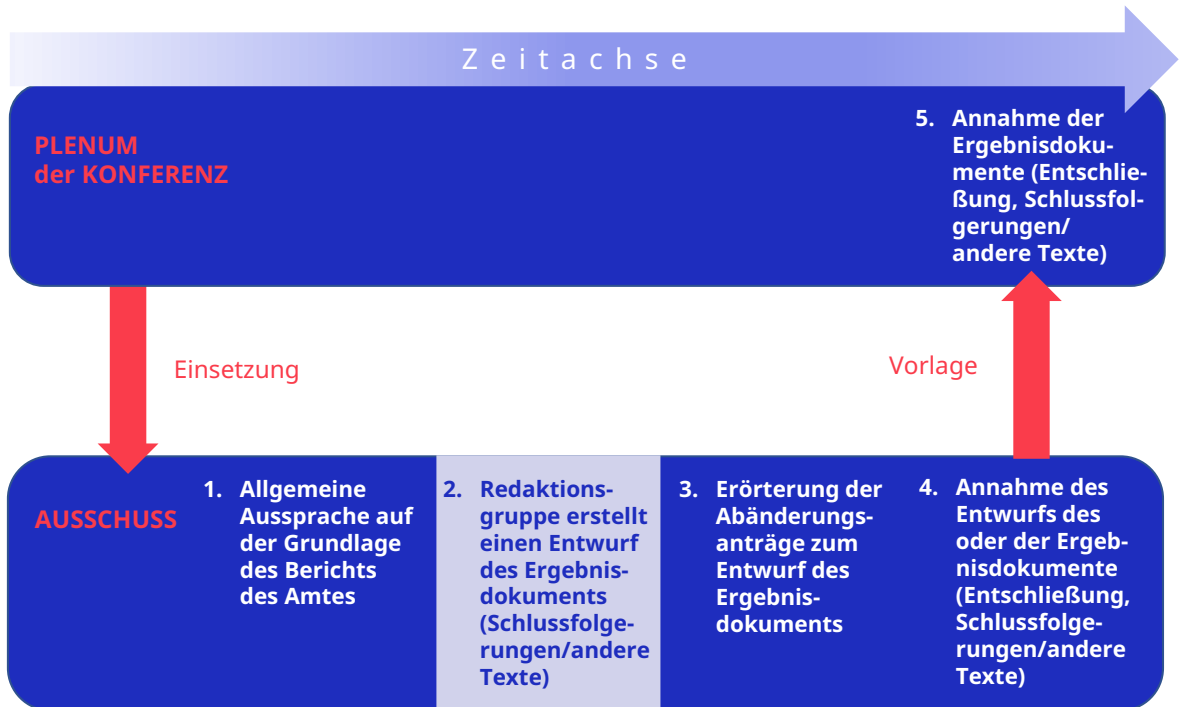 Zeitachse
PLENUM
der KONFERENZ
5. Annahme der
Ergebnisdoku-
mente (Entschlie-
ßung, Schlussfol-
gerungen/
andere Texte)
Einsetzung
Vorlage
AUSSCHUSS
1. Allgemeine
Aussprache auf
der Grundlage
des Berichts
des Amtes
2. Redaktions-
gruppe erstellt
einen Entwurf
des Ergebnis-
dokuments
(Schlussfolge-
rungen/andere
Texte)
3. Erörterung der
Abänderungs-
anträge zum
Entwurf des
Ergebnis-
dokuments
4. Annahme des
Entwurfs des
oder der Ergeb-
nisdokumente
(Entschließung,
Schlussfolge-
rungen/andere
Texte)